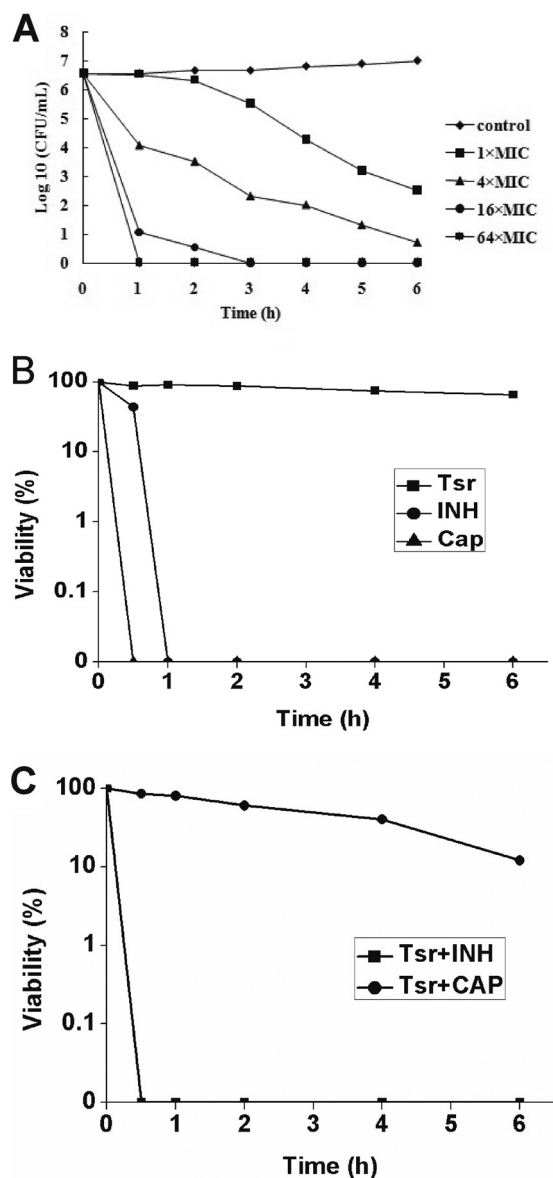 A
8
7
6
5
4
3
2
1
0
Log 10 (CFU/mL)
0 1 2 3 4 5 6
Time (h)
control
1×MIC
4×MIC
16×MIC
64×MIC
B
100
10
1
0.1
0
Viability (%)
Tsr
INH
Cap
0 1 2 3 4 5 6
Time (h)
C
100
10
1
0.1
0
Viability (%)
Tsr+INH
Tsr+CAP
0 1 2 3 4 5 6
Time (h)